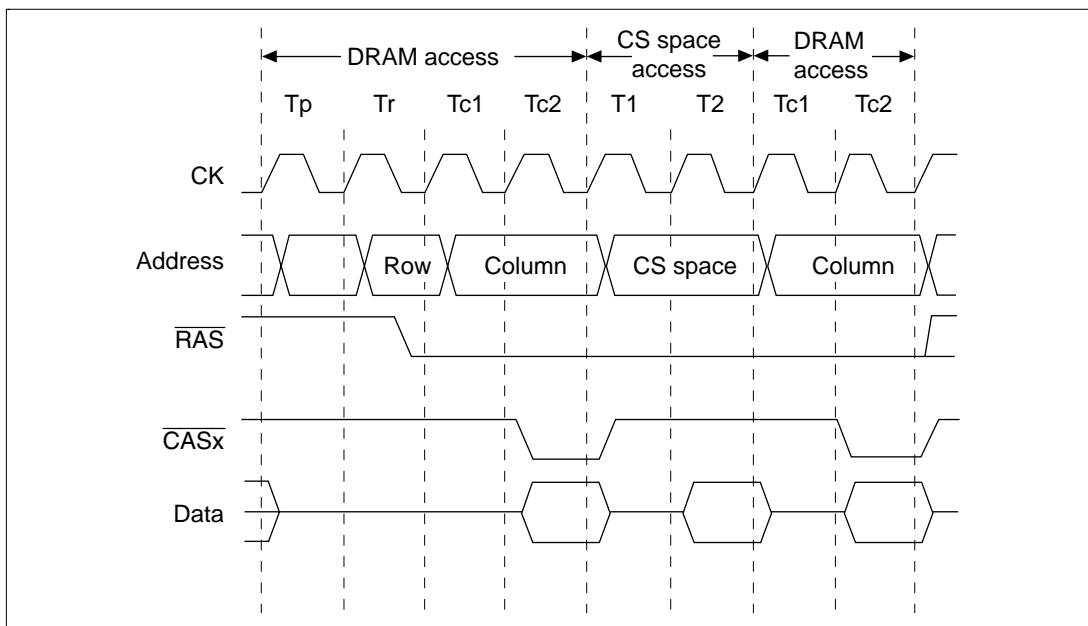 DRAM access
CS space
access
DRAM
access
Tp Tr Tc1 Tc2 T1 T2 Tc1 Tc2
CK
Address Row Column CS space Column
RAS
CASx
Data